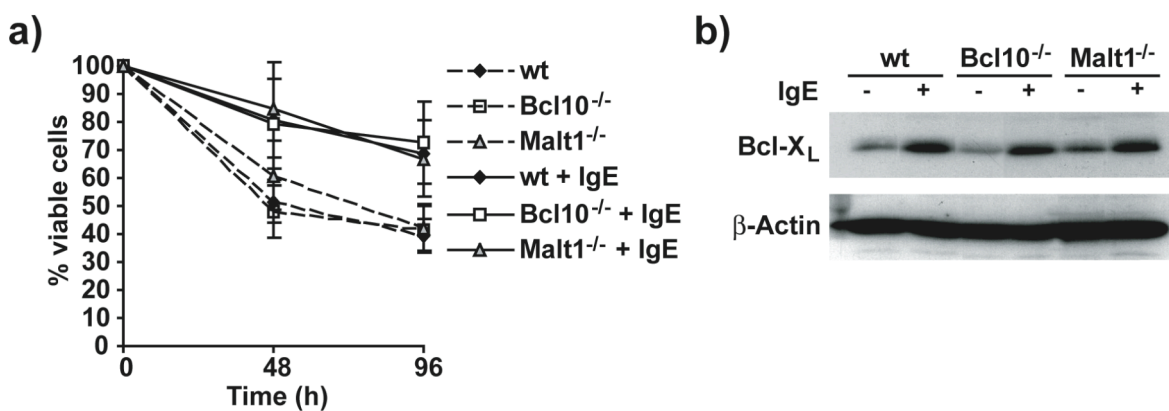 a)
% viable cells
100
90
80
70
60
50
40
30
20
10
0
0 48 96
Time (h)
wt
Bcl10-/-
Malt1-/-
wt + IgE
Bcl10-/- + IgE
Malt1-/- + IgE
b)
wt Bcl10-/- Malt1-/-
IgE - + - + - +
Bcl-XL
β-Actin